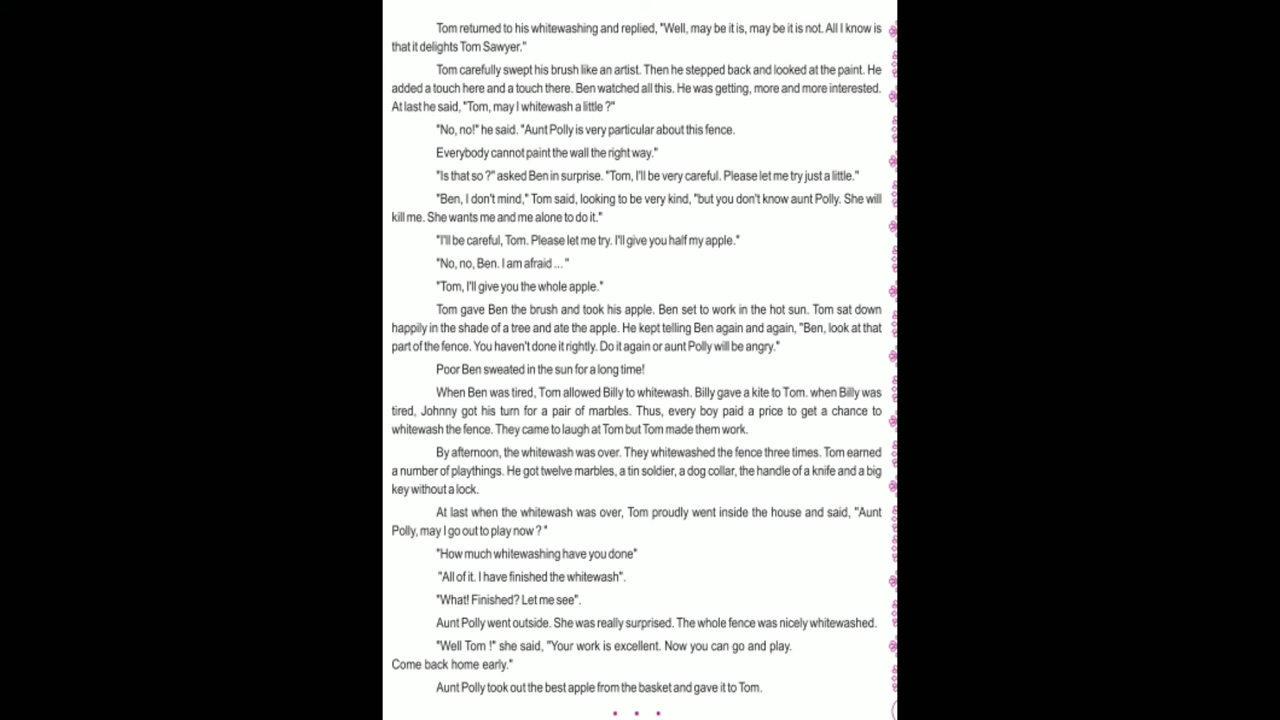 Tom returned to his whitewashing and replied, "Well, may be it is, may be it is not. All I know is
that it delights Tom Sawyer."
Tom carefully swept his brush like an artist. Then he stepped back and looked at the paint. He
added a touch here and a touch there. Ben watched all this. He was getting, more and more interested.
At last he said, "Tom, may I whitewash a little ?"
"No, no!" he said. "Aunt Polly is very particular about this fence.
Everybody cannot paint the wall the right way."
"Is that so ?" asked Ben in surprise. "Tom, I'll be very careful. Please let me try just a little."
"Ben, I don't mind," Tom said, looking to be very kind, "but you don't know aunt Polly. She will
kill me. She wants me and me alone to do it."
"I'll be careful, Tom. Please let me try. I'll give you half my apple."
"No, no, Ben. I am afraid ... "
"Tom, I'll give you the whole apple."
Tom gave Ben the brush and took his apple. Ben set to work in the hot sun. Tom sat down
happily in the shade of a tree and ate the apple. He kept telling Ben again and again, "Ben, look at that
part of the fence. You haven't done it rightly. Do it again or aunt Polly will be angry."
Poor Ben sweated in the sun for a long time!
When Ben was tired, Tom allowed Billy to whitewash. Billy gave a kite to Tom. when Billy was
tired, Johnny got his turn for a pair of marbles. Thus, every boy paid a price to get a chance to
whitewash the fence. They came to laugh at Tom but Tom made them work.
By afternoon, the whitewash was over. They whitewashed the fence three times. Tom earned
a number of playthings. He got twelve marbles, a tin soldier, a dog collar, the handle of a knife and a big
key without a lock.
At last when the whitewash was over, Tom proudly went inside the house and said, "Aunt
Polly, may I go out to play now ? "
"How much whitewashing have you done"
"All of it. I have finished the whitewash".
"What! Finished? Let me see".
Aunt Polly went outside. She was really surprised. The whole fence was nicely whitewashed.
"Well Tom !" she said, "Your work is excellent. Now you can go and play.
Come back home early."
Aunt Polly took out the best apple from the basket and gave it to Tom.